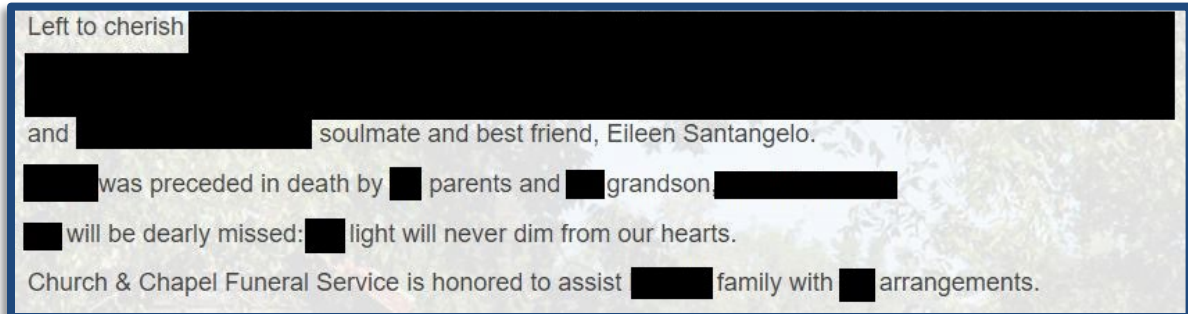 Left to cherish
and soulmate and best friend, Eileen Santangelo.
was preceded in death by parents and grandson,
will be dearly missed: light will never dim from our hearts.
Church & Chapel Funeral Service is honored to assist family with arrangements.